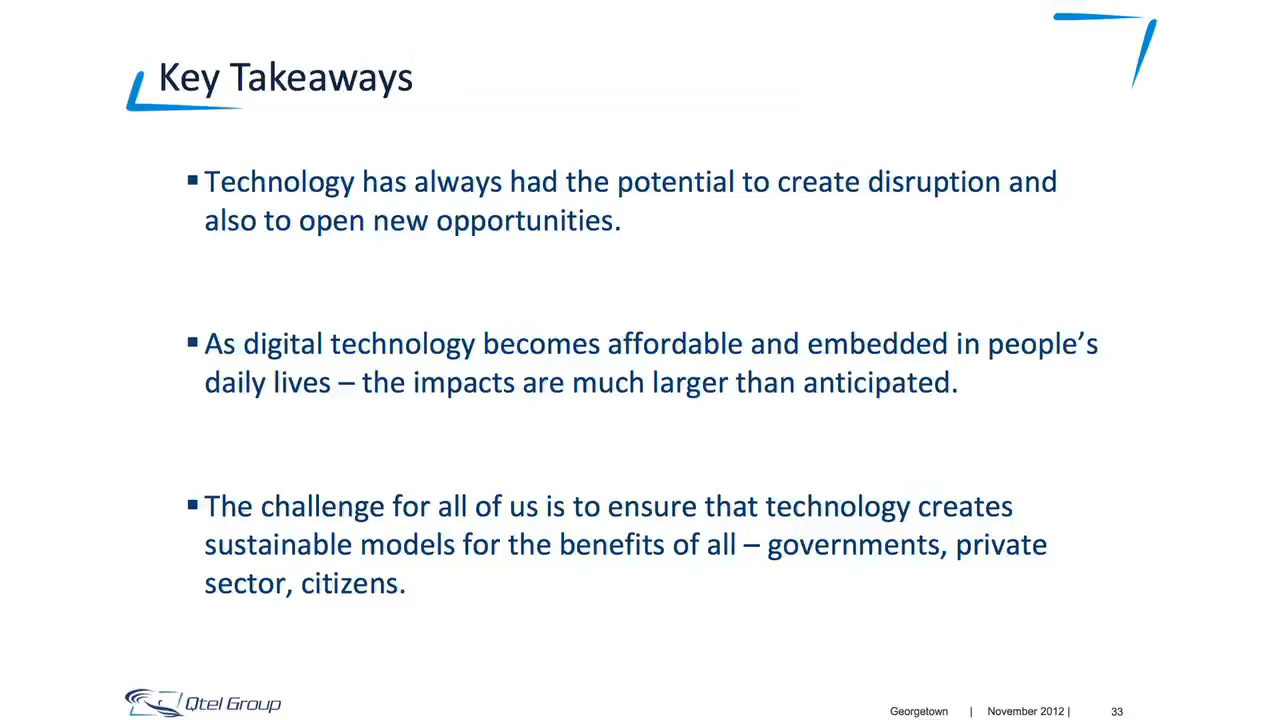 Key Takeaways
▪Technology has always had the potential to create disruption and
also to open new opportunities.
▪As digital technology becomes affordable and embedded in people’s
daily lives – the impacts are much larger than anticipated.
▪The challenge for all of us is to ensure that technology creates
sustainable models for the benefits of all – governments, private
sector, citizens.
Qtel Group
Georgetown | November 2012 | 33